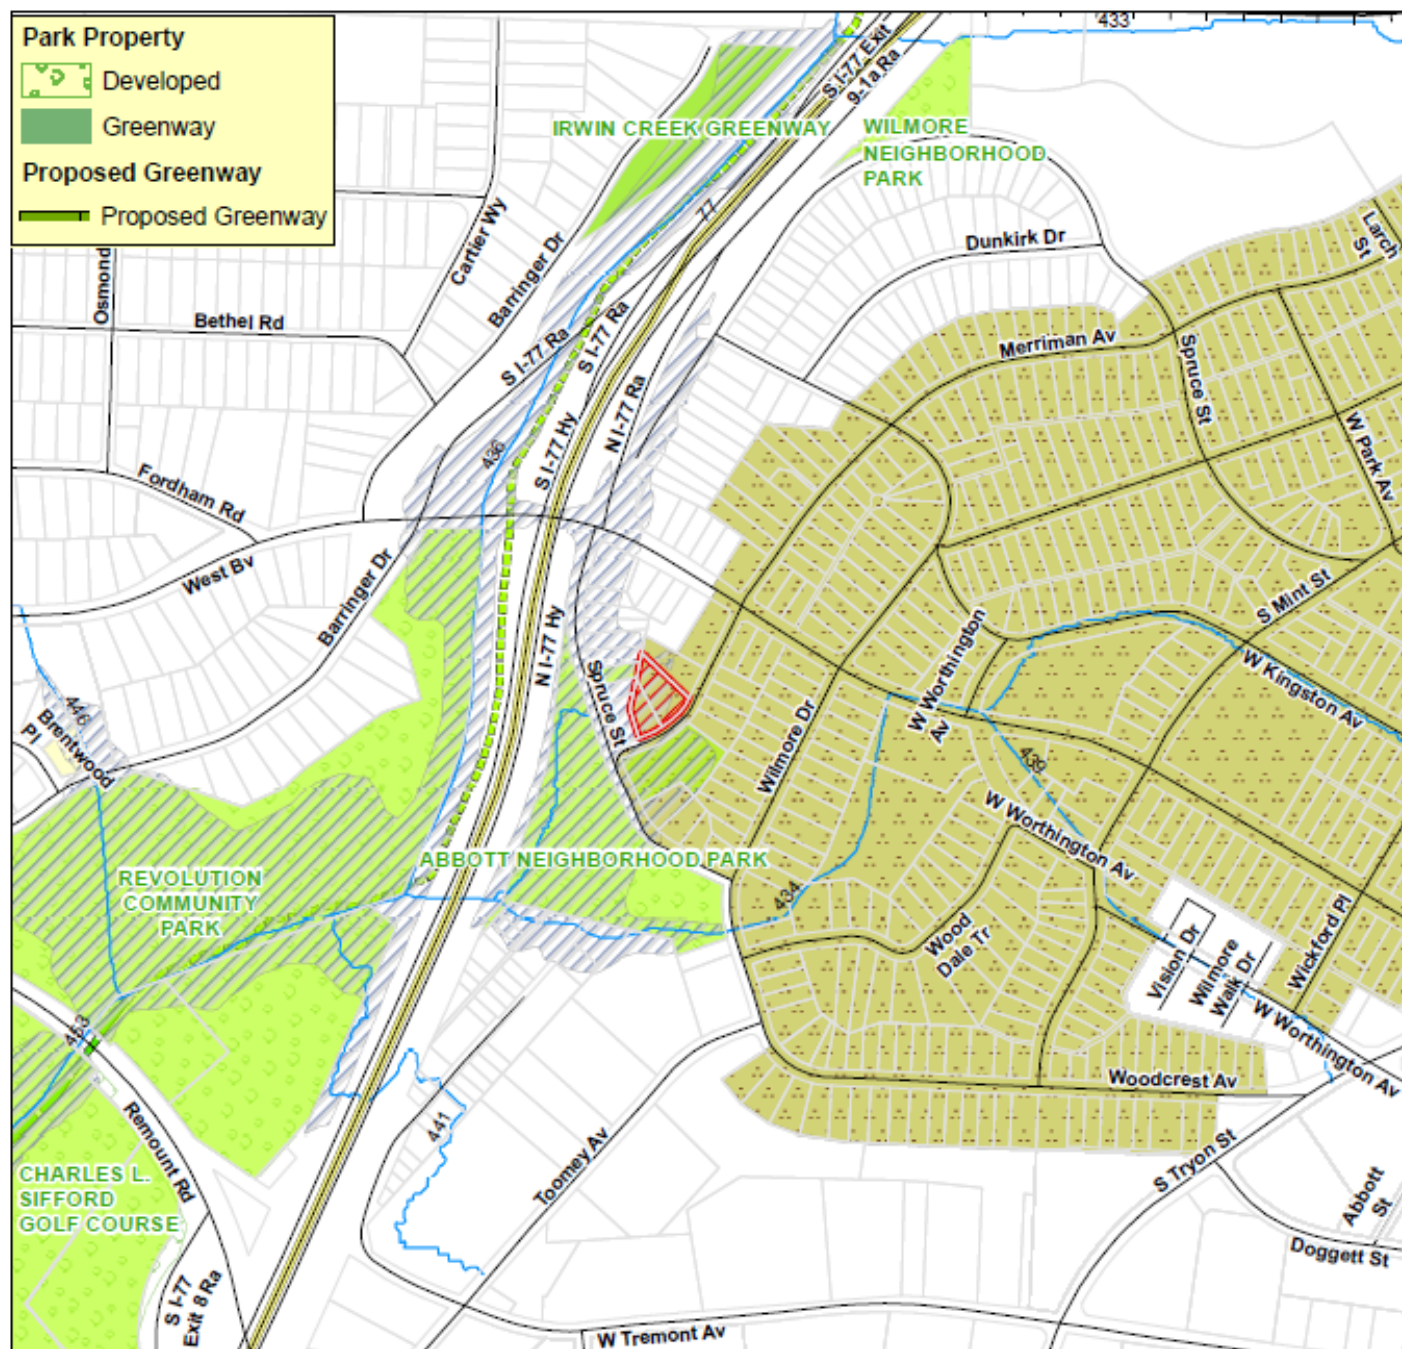 Park Property
Developed
Greenway
Proposed Greenway
Proposed Greenway
433
S I-77 Exit
9-1a Ra
IRWIN CREEK GREENWAY
WILMORE
NEIGHBORHOOD
PARK
77
Cartier Wy
Barringer Dr
Osmond
Bethel Rd
S I-77 Ra
S I-77 Ra
N I-77 Ra
S I-77 Hy
436
Dunkirk Dr
Larch
St
Merriman Av
Spruce St
W Park Av
Fordham Rd
West Bv
Barringer Dr
N I-77 Hy
Spruce St
S Mint St
W Worthington
Av
W Kingston Av
446
Brentwood
Pl
Wilmore Dr
439
W Worthington Av
ABBOTT NEIGHBORHOOD PARK
REVOLUTION
COMMUNITY
PARK
434
Wood
Dale Tr
Vision Dr
Wilmore
Walk Dr
Wickford Pl
W Worthington Av
453
Remount Rd
441
Woodcrest Av
CHARLES L.
SIFFORD
GOLF COURSE
Toomey Av
S Tryon St
Abbott
St
Doggett St
S I-77
Exit 8 Ra
W Tremont Av